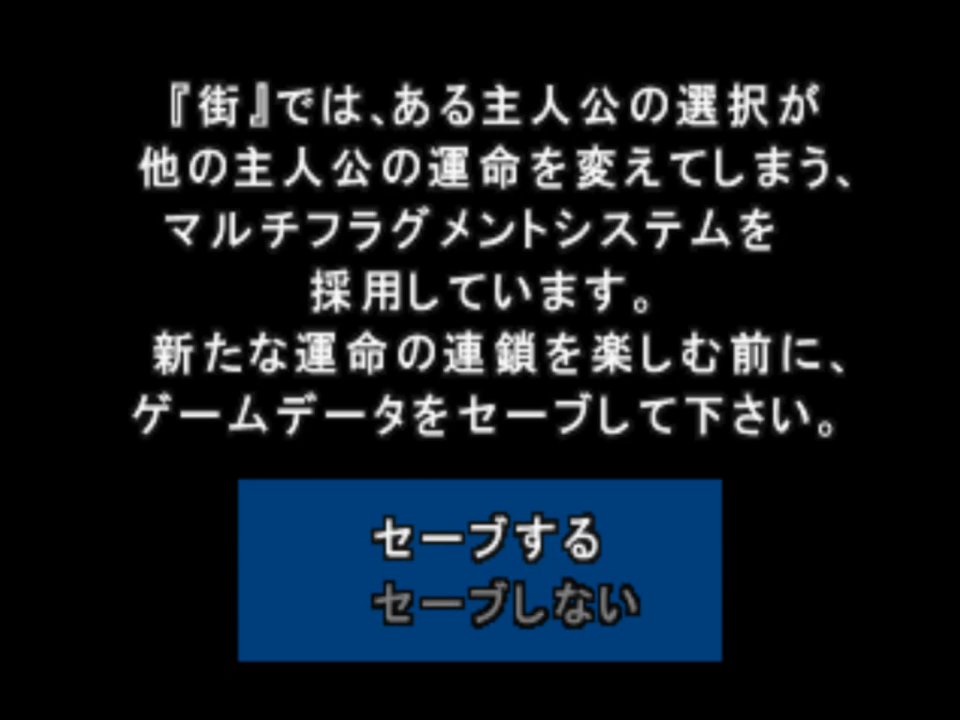 『街』では、ある主人公の選択が
他の主人公の運命を変えてしまう、
マルチフラグメントシステムを
採用しています。
新たな運命の連鎖を楽しむ前に、
ゲームデータをセーブして下さい。
セーブする
セーブしない